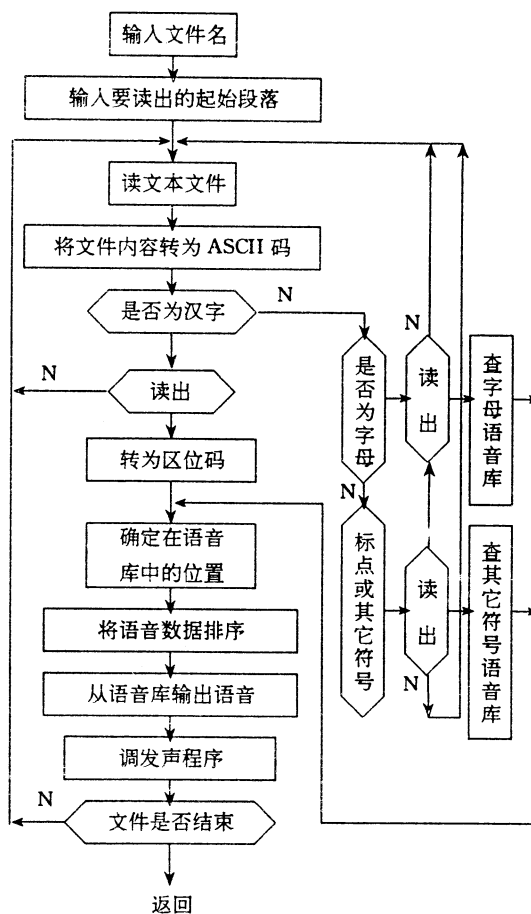 输入文件名
输入要读出的起始段落
读文本文件
将文件内容转为 ASCII 码
是否为汉字
N
N
读出
转为区位码
确定在语音
库中的位置
将语音数据排序
从语音库输出语音
调发声程序
N
文件是否结束
返回
是否为字母
N
N
读出
查字母语音库
标点或其它符号
读出
N
查其它符号语音库